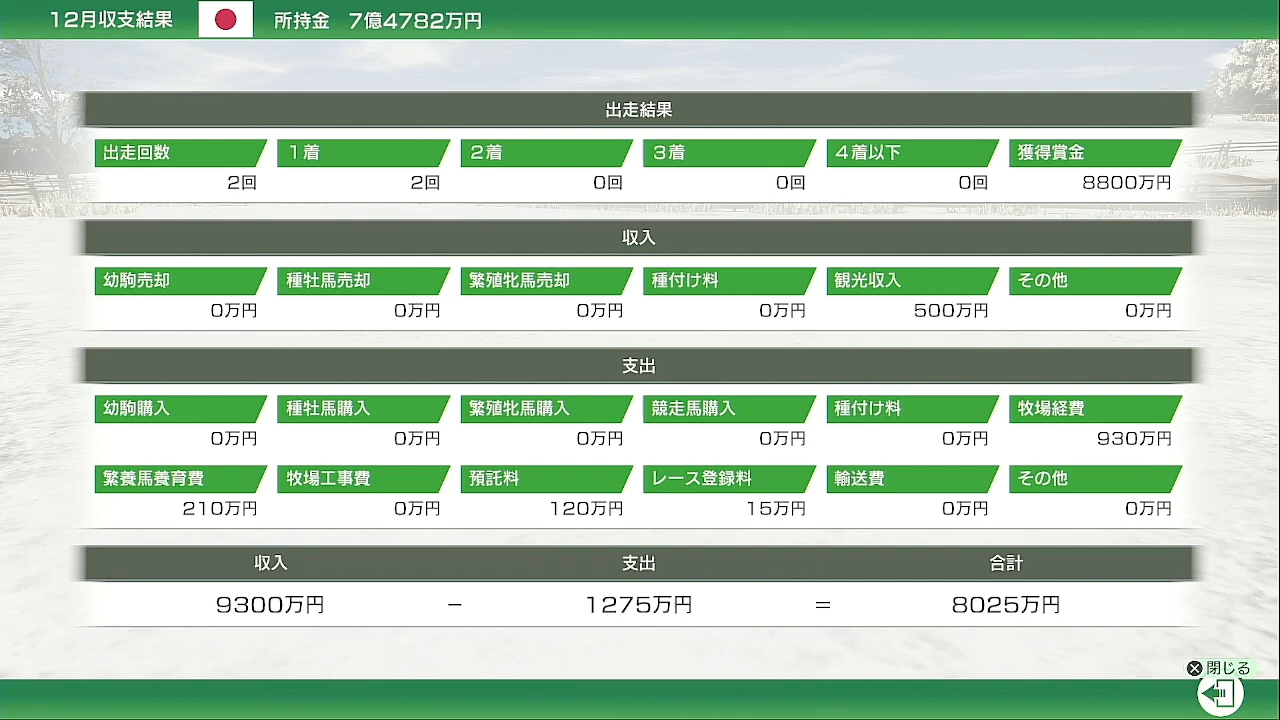 12月収支結果 所持金 7億4782万円
出走結果
出走回数 1着 2着 3着 4着以下 獲得賞金
2回 2回 0回 0回 0回 8800万円
収入
幼駒売却 種牡馬売却 繁殖牝馬売却 種付け料 観光収入 その他
0万円 0万円 0万円 0万円 500万円 0万円
支出
幼駒購入 種牡馬購入 繁殖牝馬購入 競走馬購入 種付け料 牧場経費
0万円 0万円 0万円 0万円 0万円 930万円
繁養馬養育費 牧場工事費 預託料 レース登録料 輸送費 その他
210万円 0万円 120万円 15万円 0万円 0万円
収入 支出 合計
9300万円 － 1275万円 ＝ 8025万円
閉じる